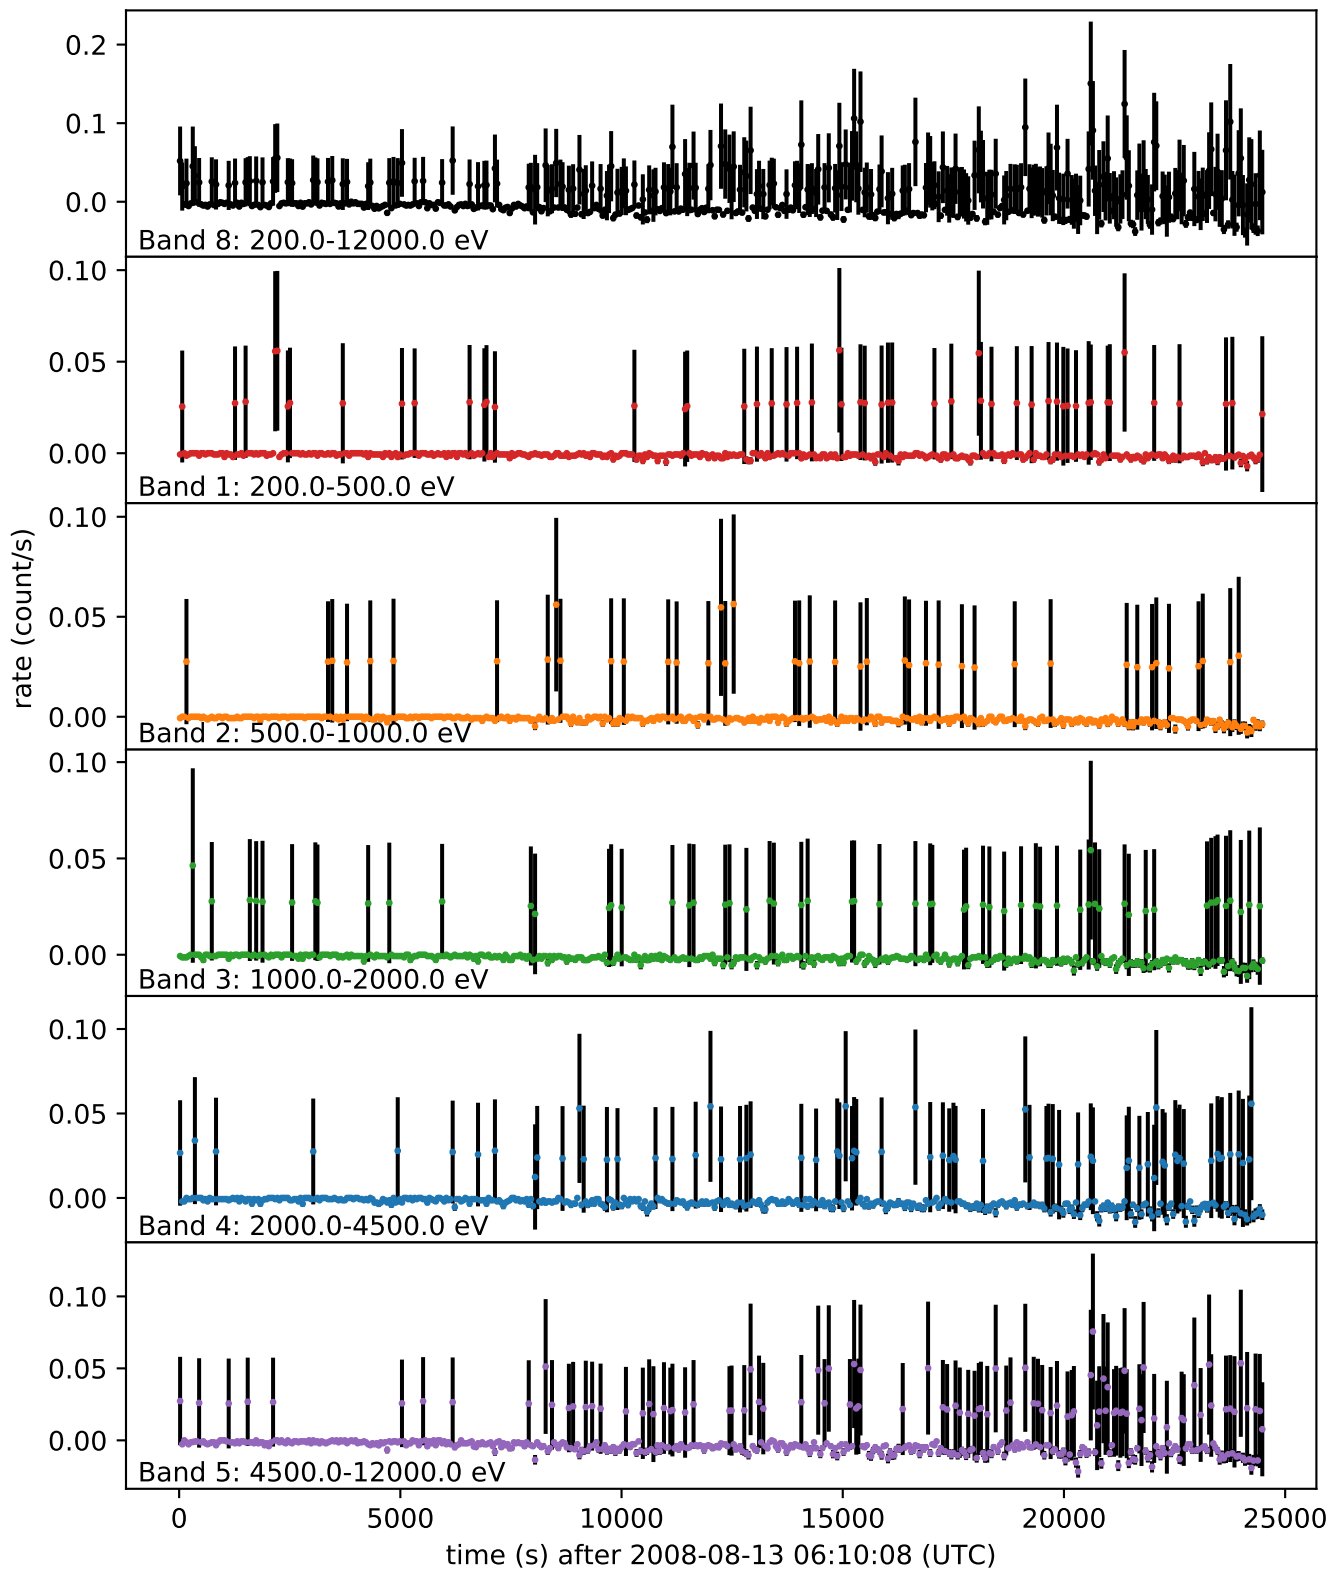 0.2
0.1
0.0
Band 8: 200.0-12000.0 eV
0.10
0.05
0.00
Band 1: 200.0-500.0 eV
rate (count/s)
0.10
0.05
0.00
Band 2: 500.0-1000.0 eV
0.10
0.05
0.00
Band 3: 1000.0-2000.0 eV
0.10
0.05
0.00
Band 4: 2000.0-4500.0 eV
0.10
0.05
0.00
Band 5: 4500.0-12000.0 eV
0 5000 10000 15000 20000 25000
time (s) after 2008-08-13 06:10:08 (UTC)